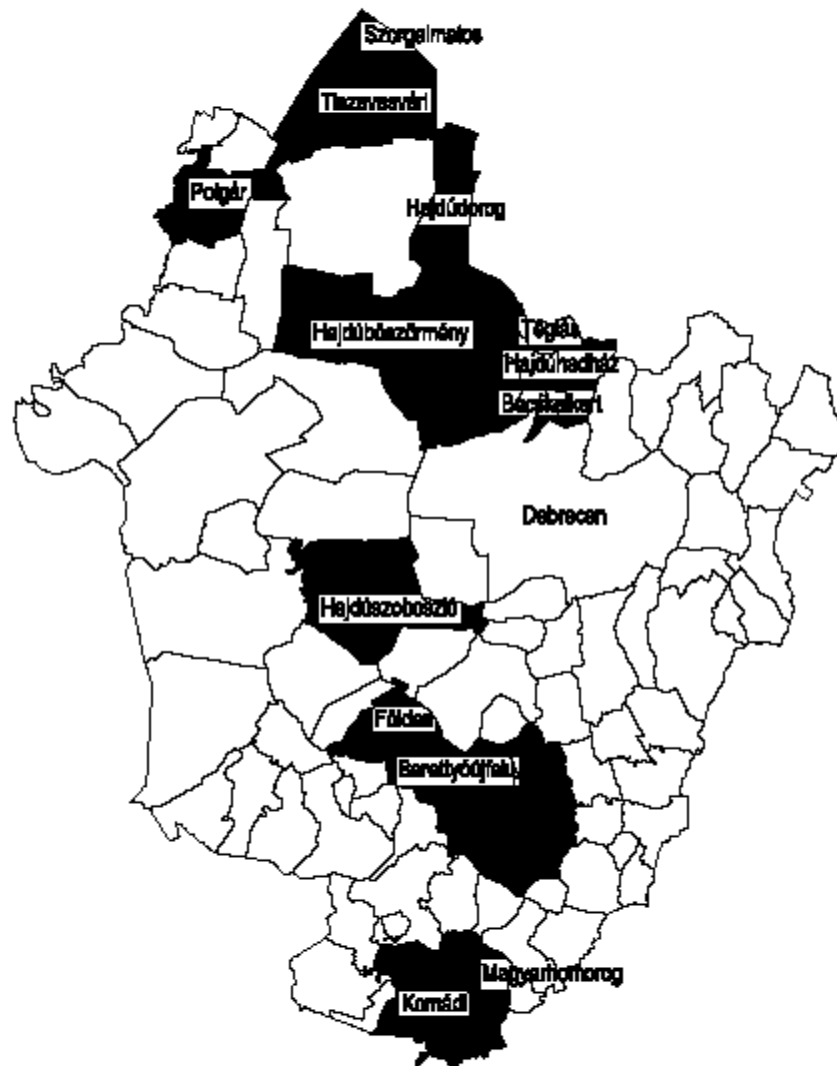 Szorgalmatos
Tiszavasvári
Polgár
Hajdúdorog
Hajdúböszörmény
Téglás
Hajdúhadház
Bocskaikert
Debrecen
Hajdúszoboszló
Földes
Berettyóújfalu
Magyarhomorog
Komádi